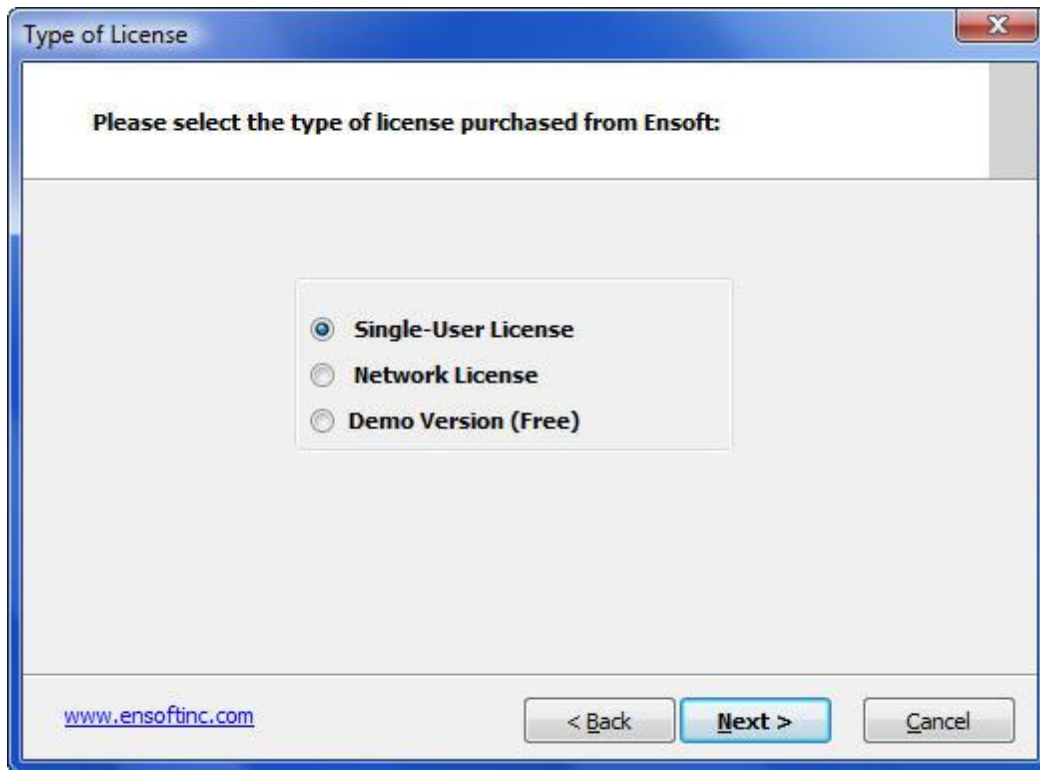 Type of License
Please select the type of license purchased from Ensoft:
Single-User License
Network License
Demo Version (Free)
www.ensoftinc.com
< Back
Next >
Cancel